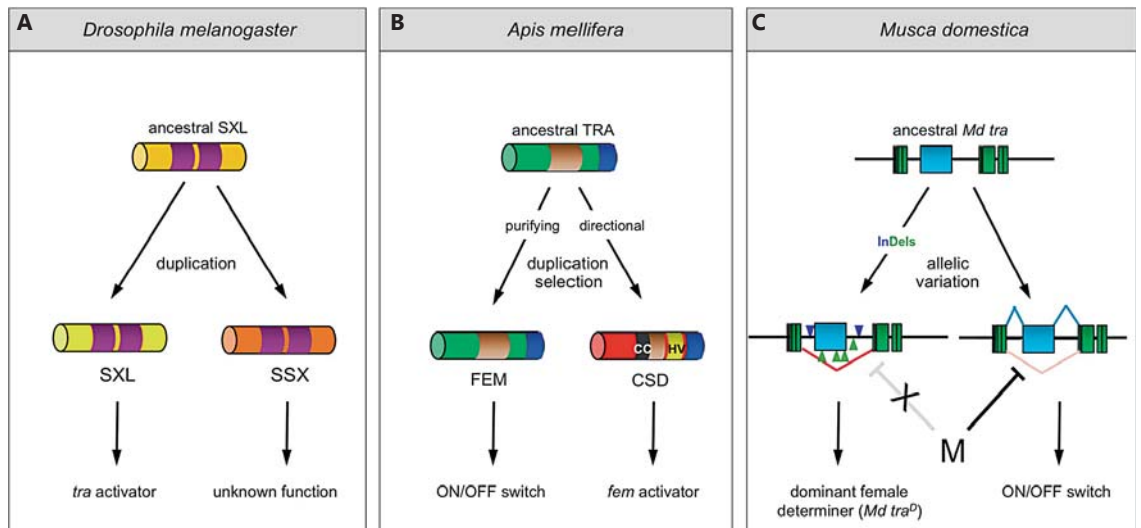 A
Drosophila melanogaster
ancestral SXL
duplication
SXL
SSX
tra activator
unknown function
B
Apis mellifera
ancestral TRA
purifying
directional
duplication
selection
CC
HV
FEM
CSD
ON/OFF switch
fem activator
C
Musca domestica
ancestral Md tra
InDels
allelic
variation
X
M
dominant female
determiner (Md traᴰ)
ON/OFF switch